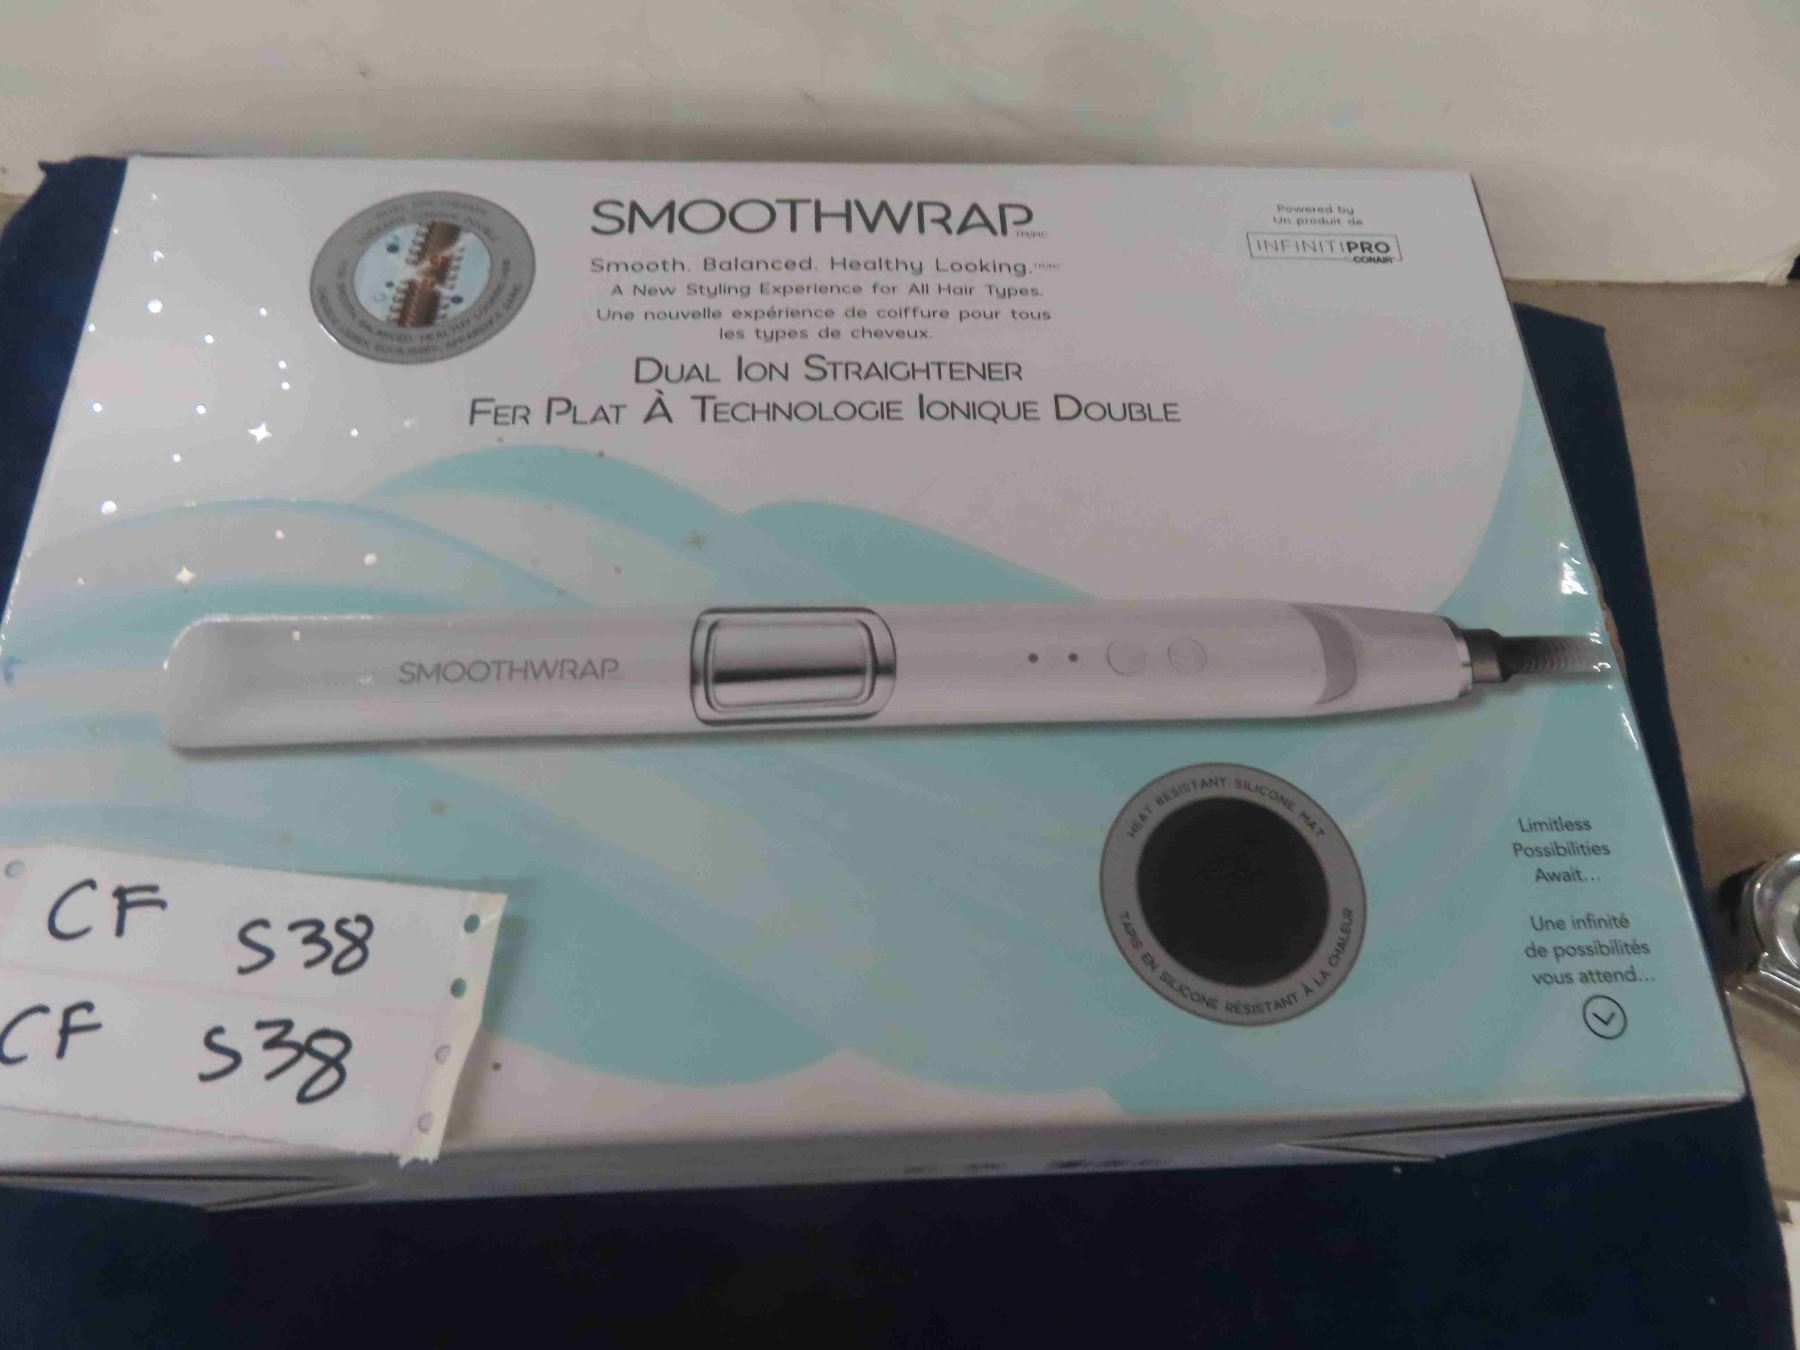 SMOOTHWRAP
Smooth. Balanced. Healthy Looking.
A New Styling Experience for All Hair Types.
Une nouvelle expérience de coiffure pour tous
les types de cheveux.
DUAL ION STRAIGHTENER
FER PLAT À TECHNOLOGIE IONIQUE DOUBLE
Powered by
Un produit de
INFINITIPRO
CONAIR
SMOOTHWRAP
HEAT RESISTANT SILICONE MAT
TAPIS EN SILICONE RÉSISTANT À LA CHALEUR
Limitless
Possibilities
Await...
Une infinité
de possibilités
vous attend...
CF S38
CF S38